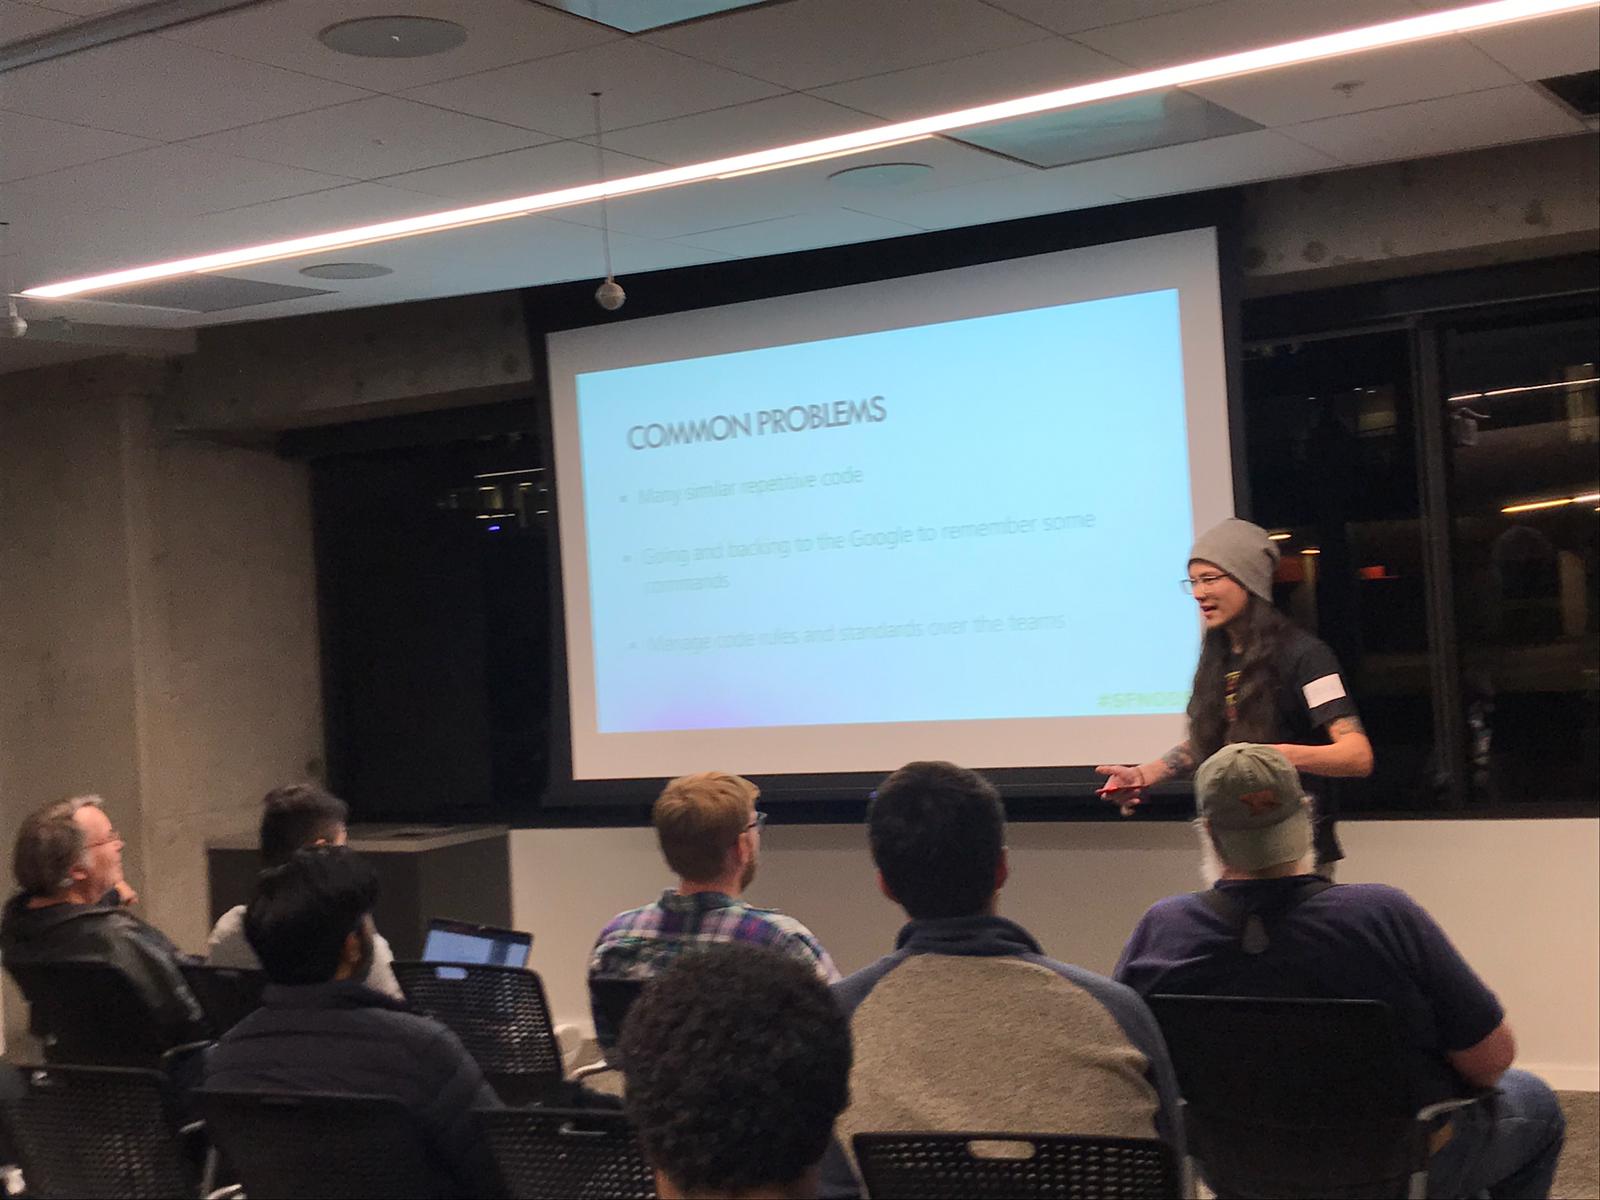 COMMON PROBLEMS
Many similar repetitive code
Going and backing to the Google to remember some
commands
Manage code rules and standards over the teams